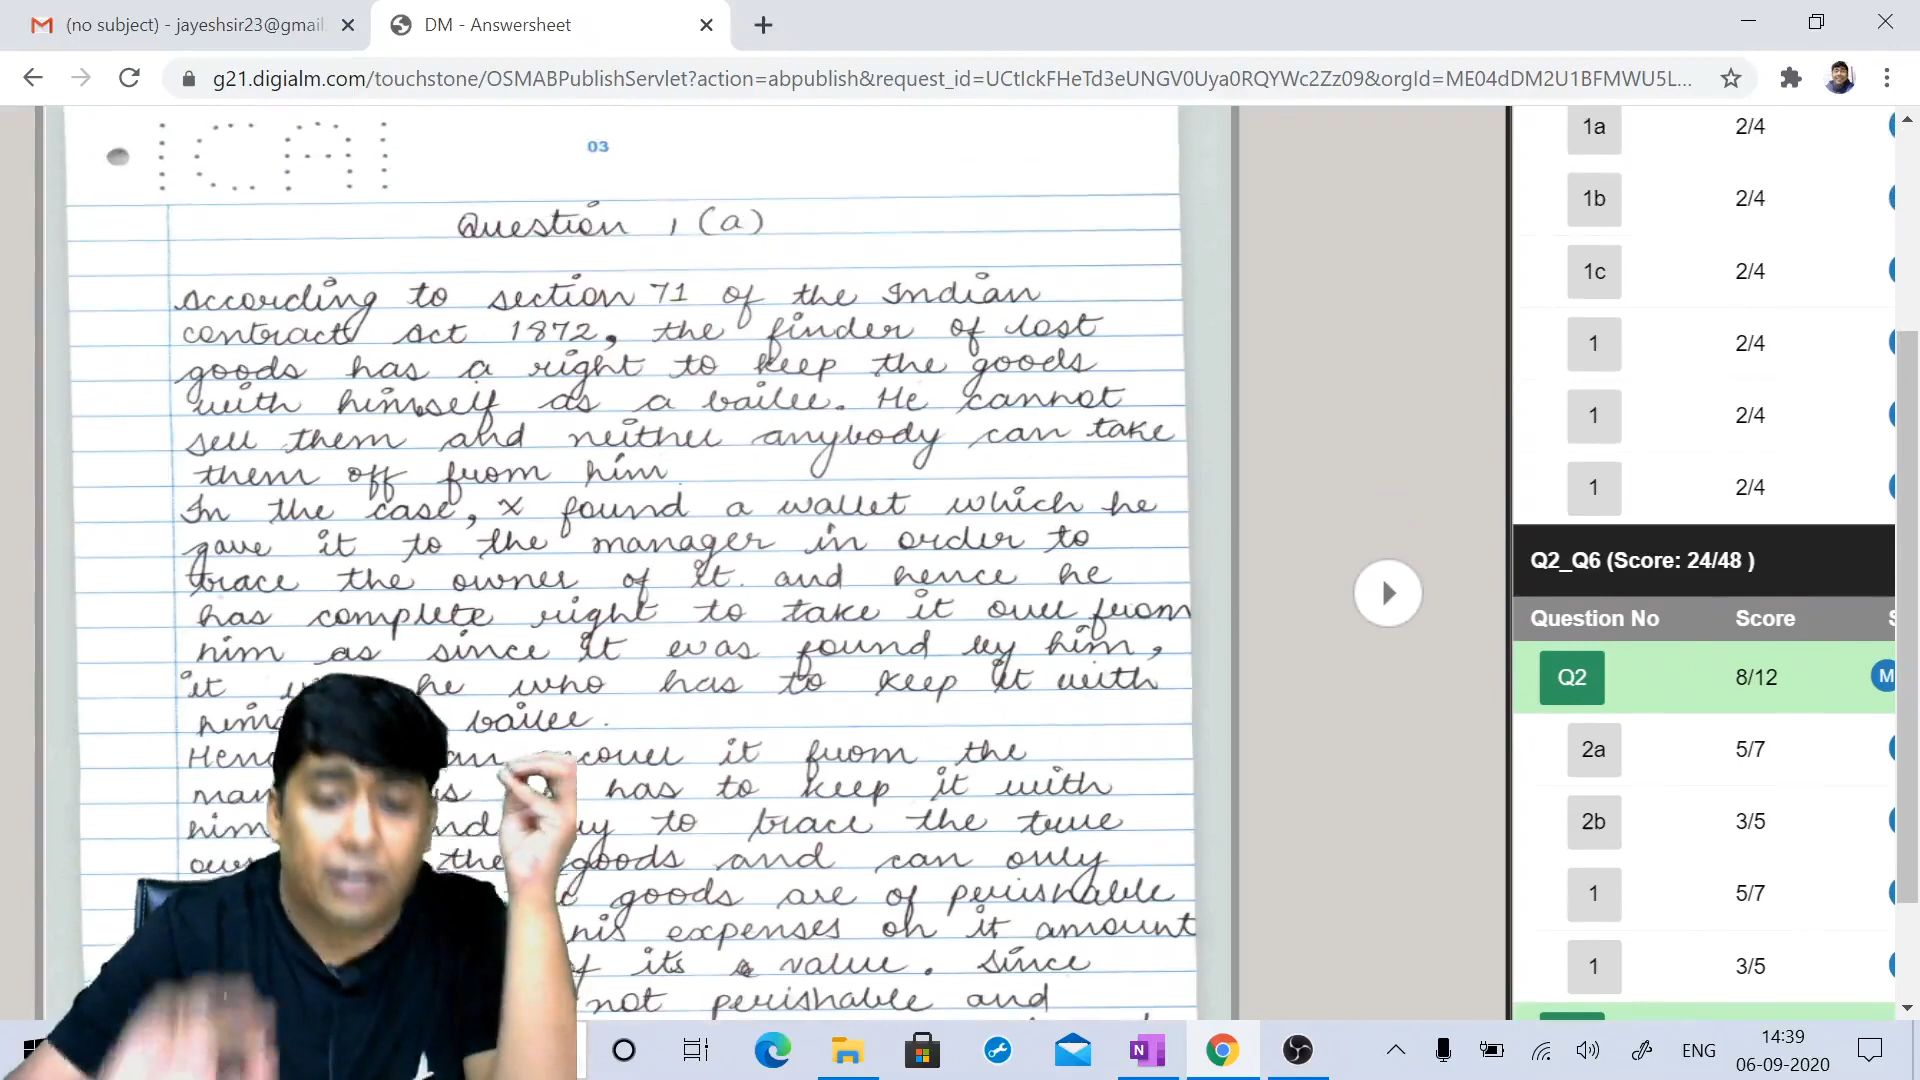 (no subject) - jayeshsir23@gmail.
DM - Answersheet
g21.digialm.com/touchstone/OSMABPublishServlet?action=abpublish&request_id=UCtIckFHeTd3eUNGV0Uya0RQYWc2Zz09&orgId=ME04dDM2U1BFMWU5L...
ICAI
03
Question 1 (a)
According to section 71 of the Indian
contract Act 1872, the finder of lost
goods has a right to keep the goods
with himself as a bailee. He cannot
sell them and neither anybody can take
them off from him
In the case, X found a wallet which he
gave it to the manager in order to
trace the owner of it. and hence he
has complete right to take it over from
him as since it was found by him,
it he who has to keep it with
bailee.
it from the
has to keep it with
him to trace the true
the goods and can only
goods are of perishable
his expenses on it amount
of its value. Since
not perishable and
1a 2/4
1b 2/4
1c 2/4
1 2/4
1 2/4
1 2/4
Q2_Q6 (Score: 24/48 )
Question No Score S
Q2 8/12 M
2a 5/7
2b 3/5
1 5/7
1 3/5
N
ENG
14:39
06-09-2020